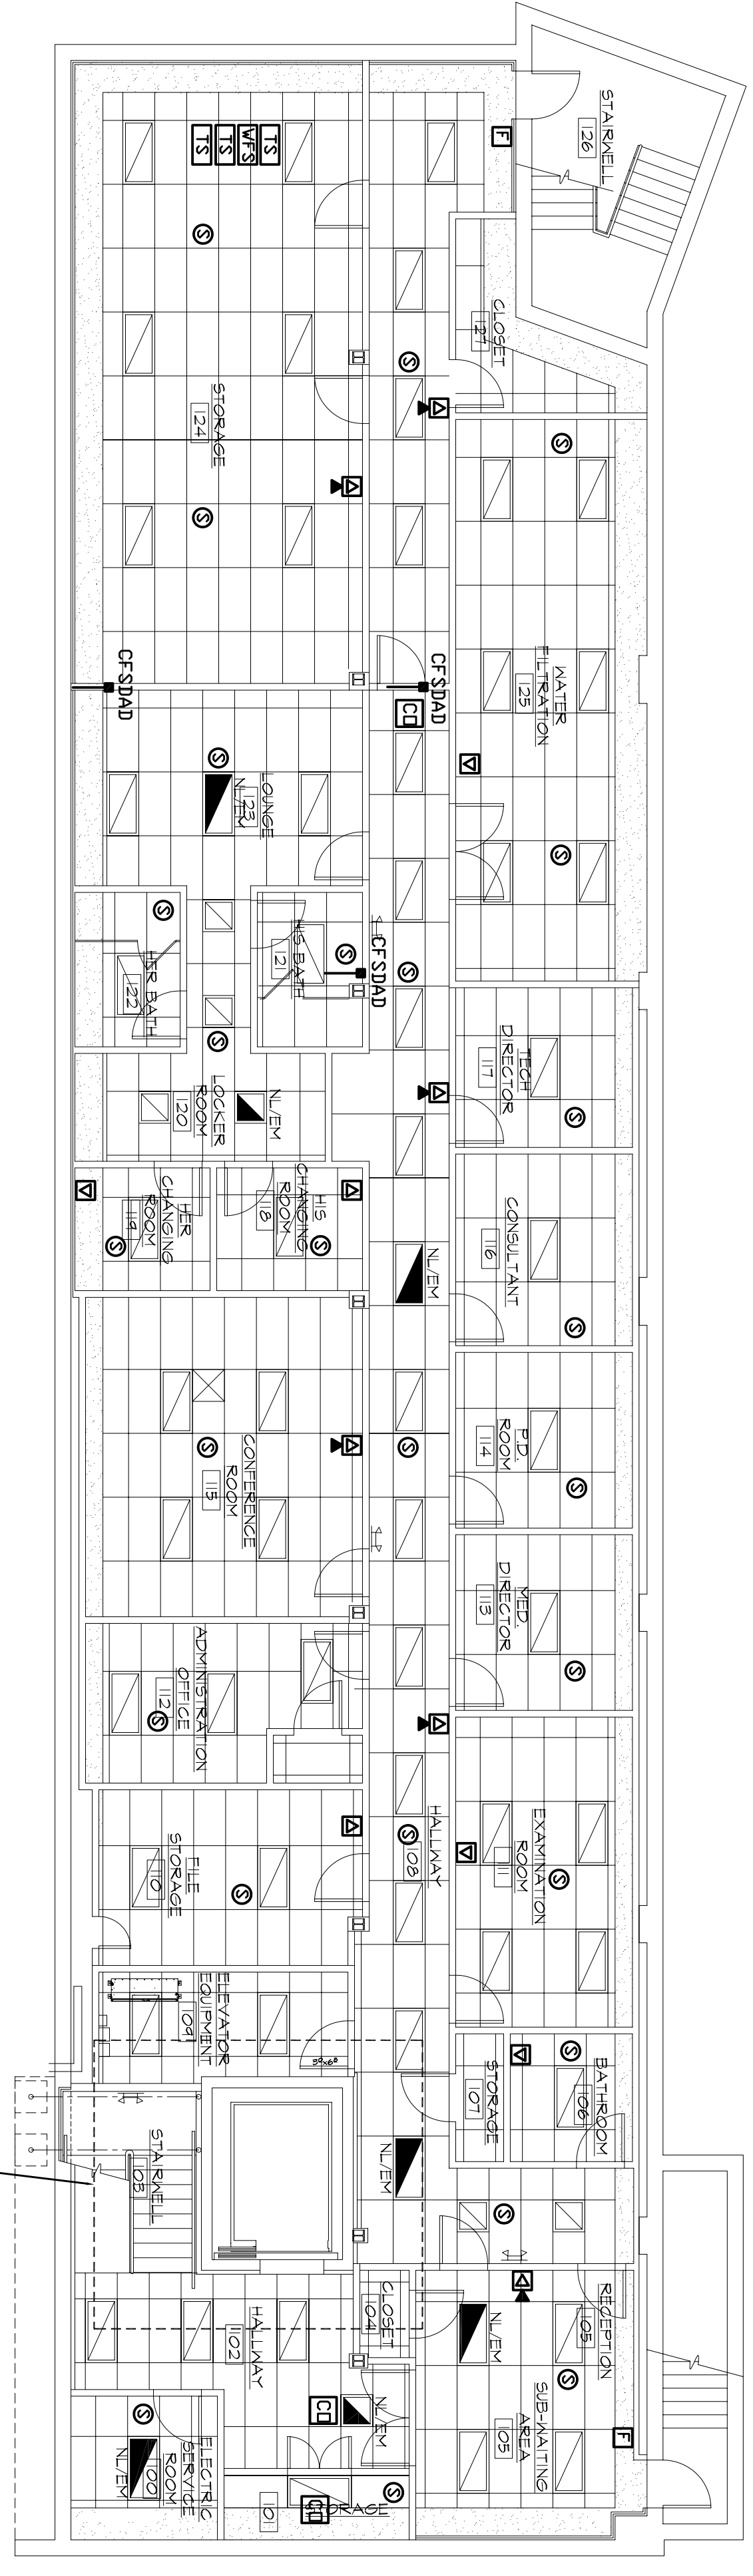 STAIRWELL
126
F
TS
TS
WFS
TS
S
CLOSET
127
S
S
STORAGE
124
S
CFSDAD
CFSDAD
CO
WATER
FILTRATION
125
S
LOUNGE
123
NL/EM
S
S
HIS BATH
121
S
CFSDAD
S
HER BATH
122
S
S
LOCKER
ROOM
120
NL/EM
TECH
DIRECTOR
117
S
HIS
CHANGING
ROOM
118
S
HER
CHANGING
ROOM
119
S
CONSULTANT
116
S
NL/EM
P.D.
ROOM
114
S
CONFERENCE
ROOM
115
S
S
MED.
DIRECTOR
113
S
ADMINISTRATION
OFFICE
112
S
HALLWAY
108
S
EXAMINATION
ROOM
111
S
FILE
STORAGE
110
S
ELEVATOR
EQUIPMENT
109
30x68
BATHROOM
106
S
STORAGE
107
NL/EM
STAIRWELL
103
S
RECEPTION
105
NL/EM
S
CLOSET
104
HALLWAY
102
SUB-WAITING
AREA
105
F
CO
NL/EM
ELECTRIC
SERVICE
ROOM
100
NL/EM
S
STORAGE
101
CO
S